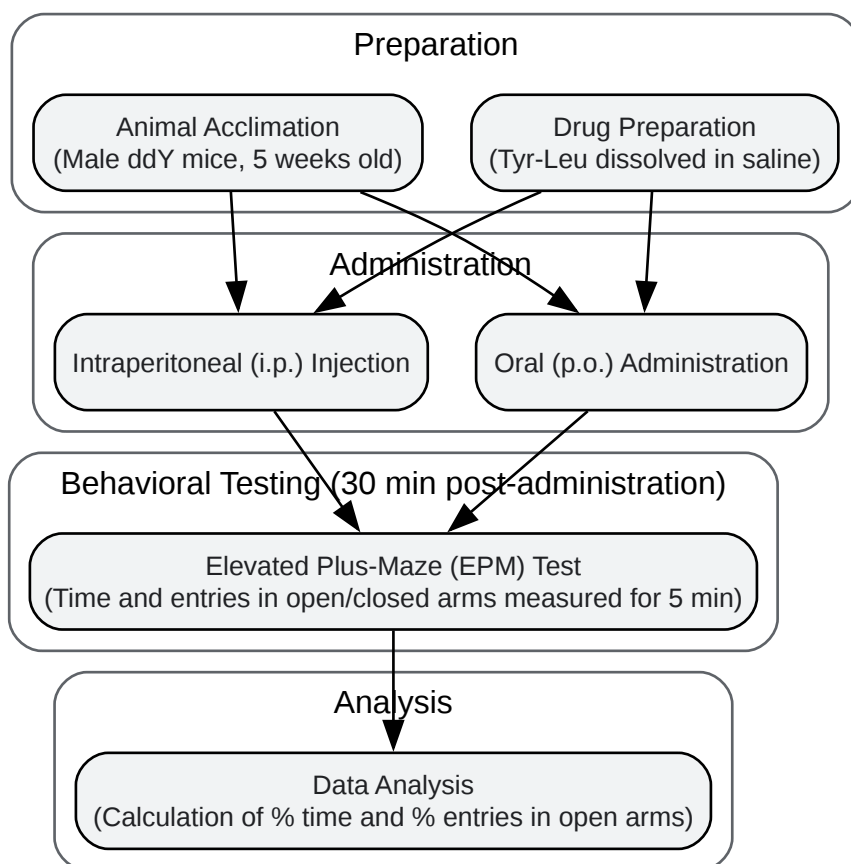 Preparation
Animal Acclimation
(Male ddY mice, 5 weeks old)
Drug Preparation
(Tyr-Leu dissolved in saline)
Administration
Intraperitoneal (i.p.) Injection
Oral (p.o.) Administration
Behavioral Testing (30 min post-administration)
Elevated Plus-Maze (EPM) Test
(Time and entries in open/closed arms measured for 5 min)
Analysis
Data Analysis
(Calculation of % time and % entries in open arms)